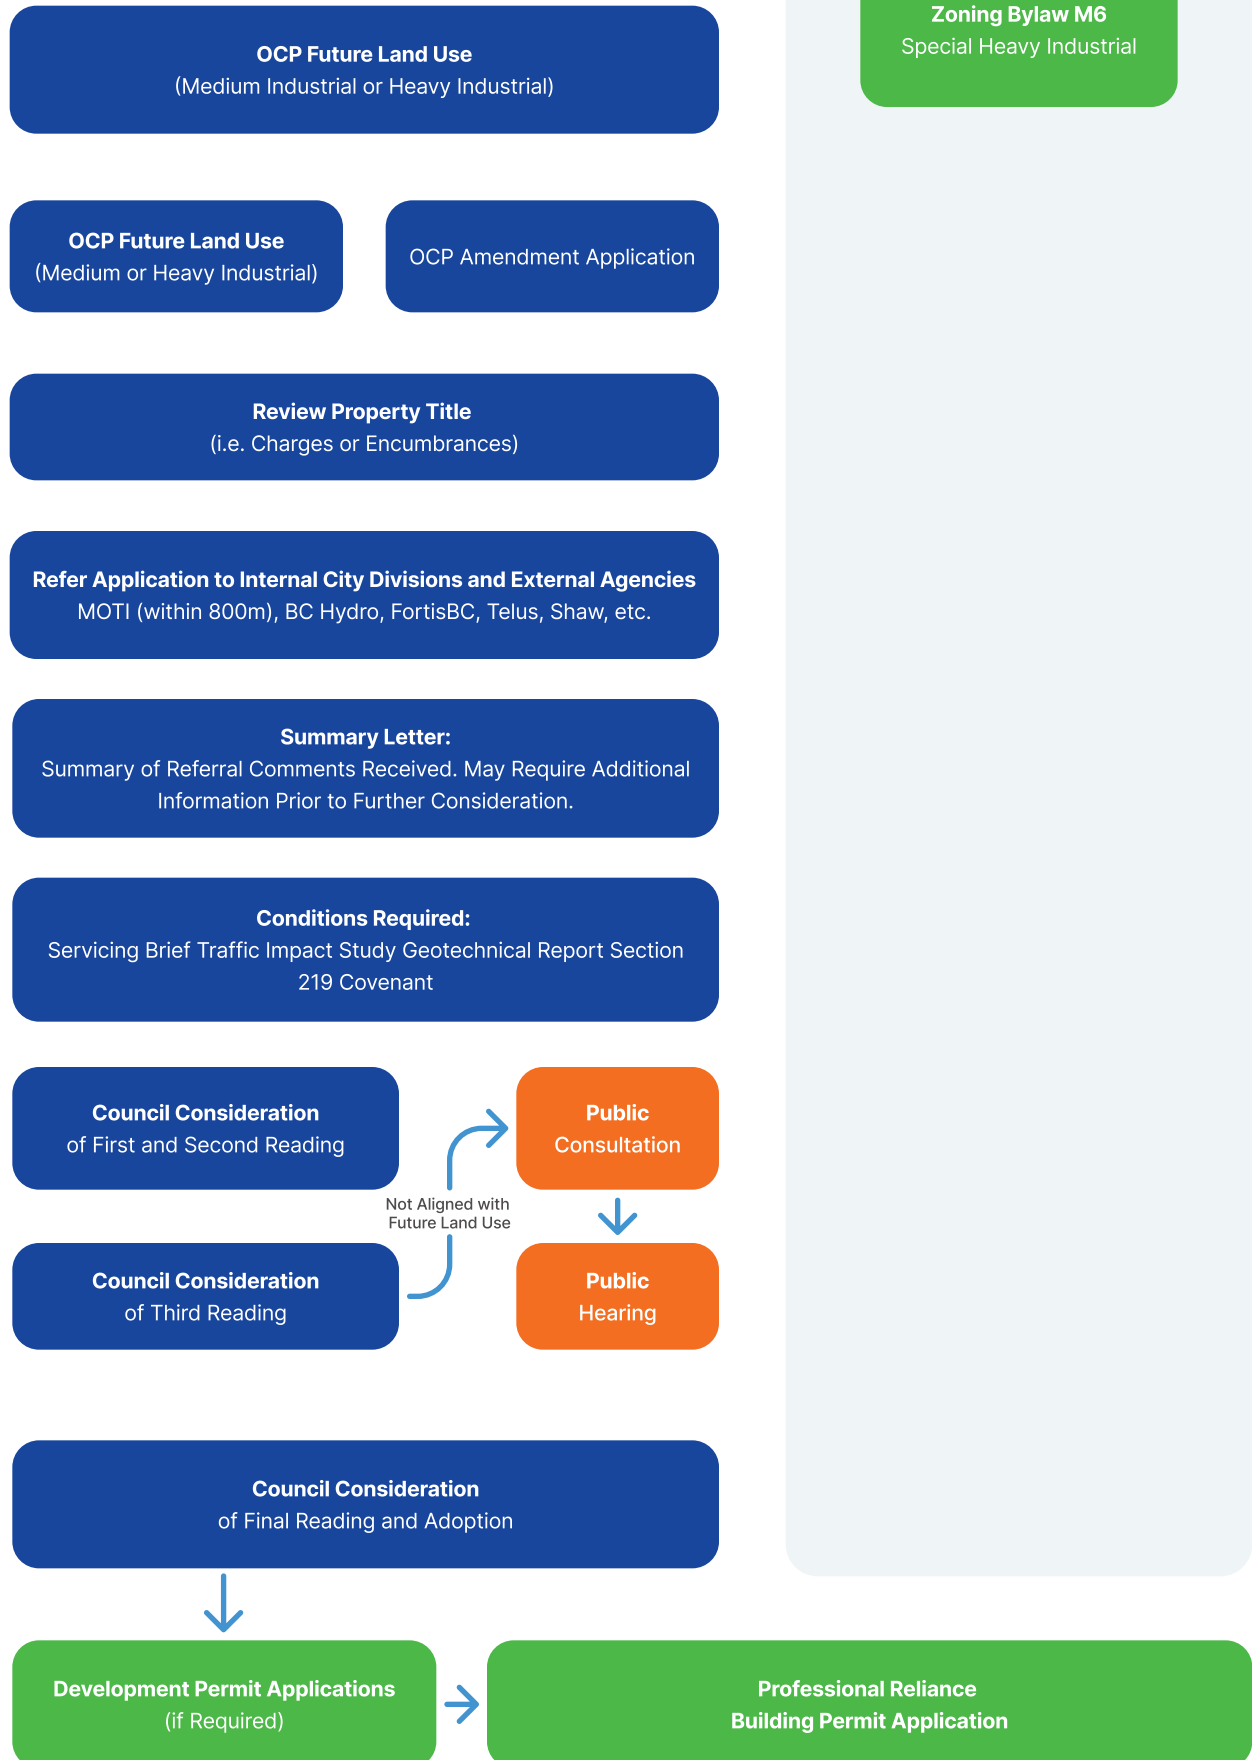 Zoning Bylaw M6
Special Heavy Industrial
OCP Future Land Use
(Medium Industrial or Heavy Industrial)
OCP Future Land Use
(Medium or Heavy Industrial)
OCP Amendment Application
Review Property Title
(i.e. Charges or Encumbrances)
Refer Application to Internal City Divisions and External Agencies
MOTI (within 800m), BC Hydro, FortisBC, Telus, Shaw, etc.
Summary Letter:
Summary of Referral Comments Received. May Require Additional
Information Prior to Further Consideration.
Conditions Required:
Servicing Brief Traffic Impact Study Geotechnical Report Section
219 Covenant
Council Consideration
of First and Second Reading
Public
Consultation
Not Aligned with
Future Land Use
Council Consideration
of Third Reading
Public
Hearing
Council Consideration
of Final Reading and Adoption
Development Permit Applications
(if Required)
Professional Reliance
Building Permit Application